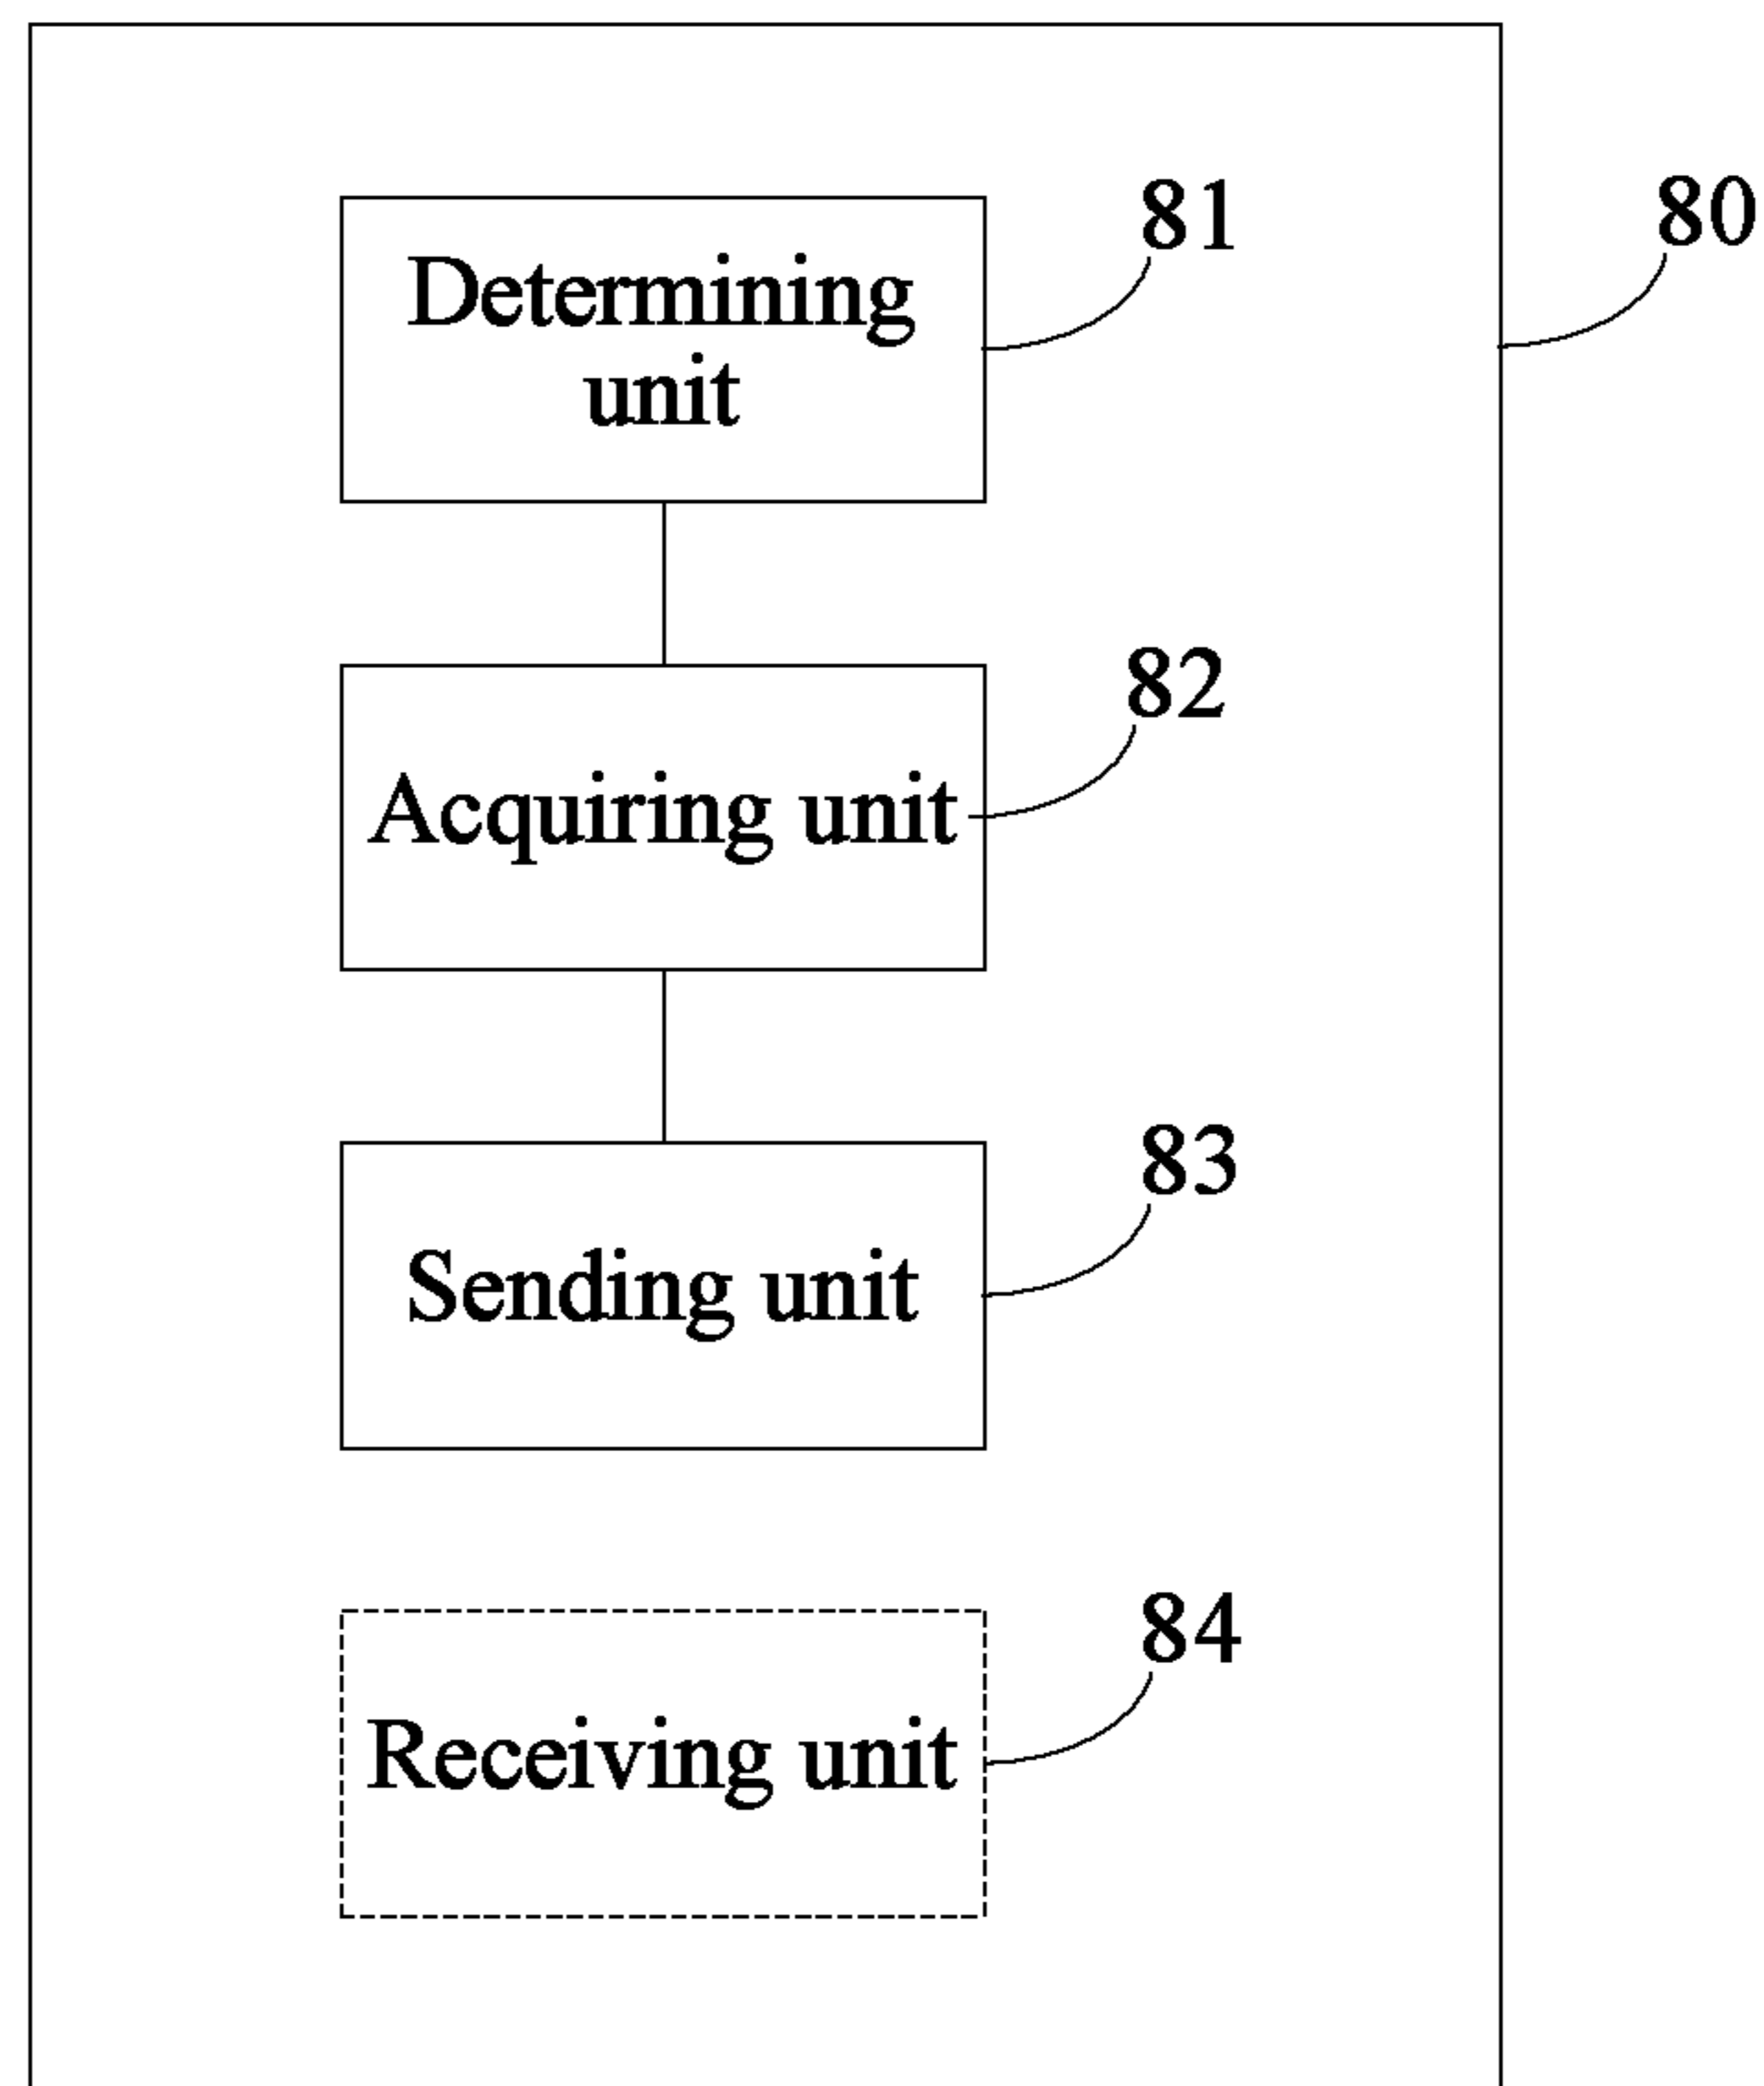 81
80
Determining
unit
82
Acquiring unit
83
Sending unit
84
Receiving unit